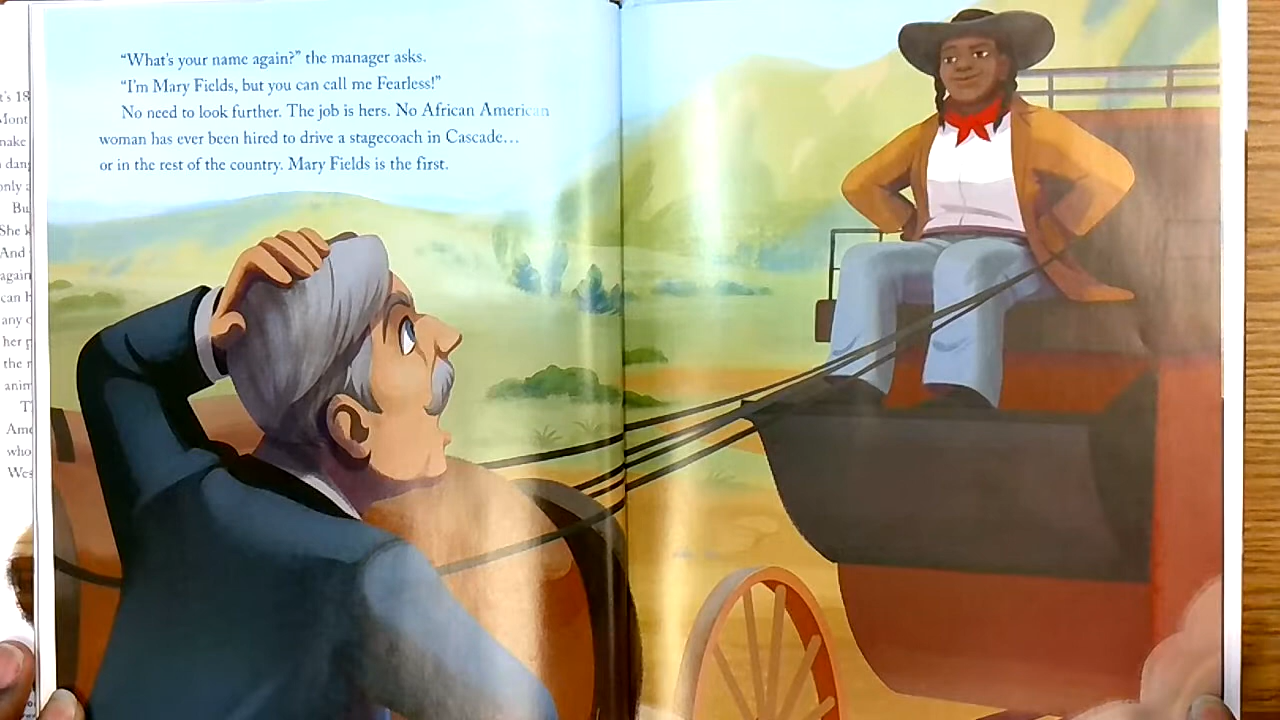 "What's your name again?" the manager asks.
"I'm Mary Fields, but you can call me Fearless!"
No need to look further. The job is hers. No African American
woman has ever been hired to drive a stagecoach in Cascade…
or in the rest of the country. Mary Fields is the first.